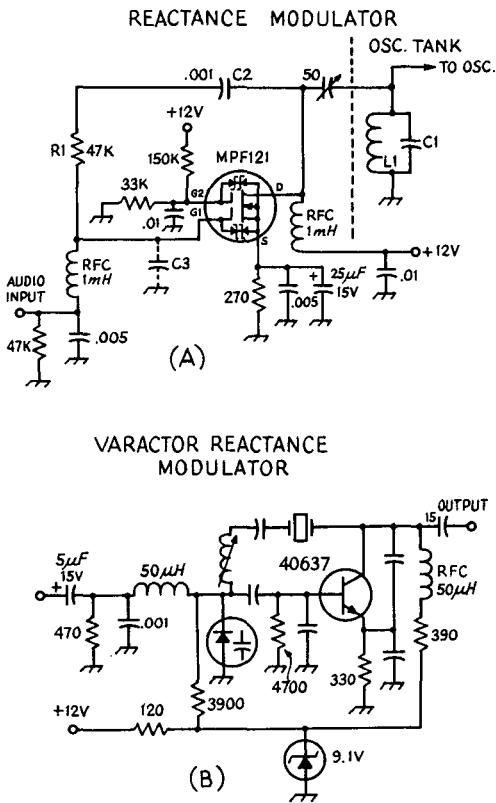 REACTANCE MODULATOR
OSC. TANK
TO OSC.
.001
C2
50
+12V
R1
47K
150K
MPF121
C1
L1
33K
G2
D
.01
G1
S
RFC
1mH
RFC
1mH
C3
+12V
AUDIO
INPUT
270
.005
+
25µF
15V
.01
47K
.005
(A)
VARACTOR REACTANCE
MODULATOR
15
OUTPUT
5µF
15V
+
50µH
40637
RFC
50µH
470
.001
4700
330
390
3900
+12V
120
9.1V
(B)